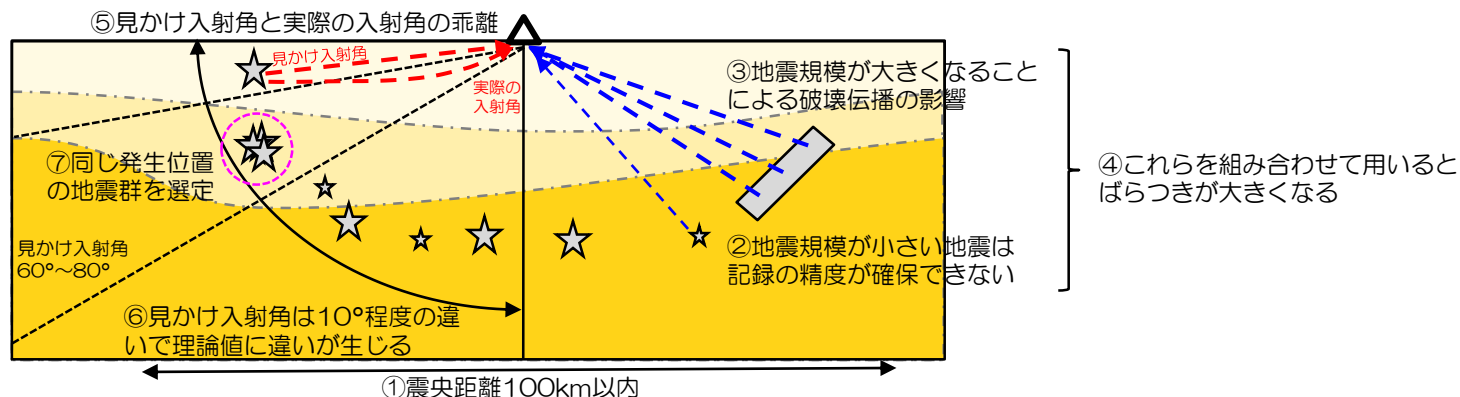 ⑤見かけ入射角と実際の入射角の乖離
見かけ入射角
実際の
入射角
③地震規模が大きくなること
による破壊伝播の影響
⑦同じ発生位置
の地震群を選定
④これらを組み合わせて用いると
ばらつきが大きくなる
見かけ入射角
60°～80°
②地震規模が小さい地震は
記録の精度が確保できない
⑥見かけ入射角は10°程度の違
いで理論値に違いが生じる
①震央距離100km以内